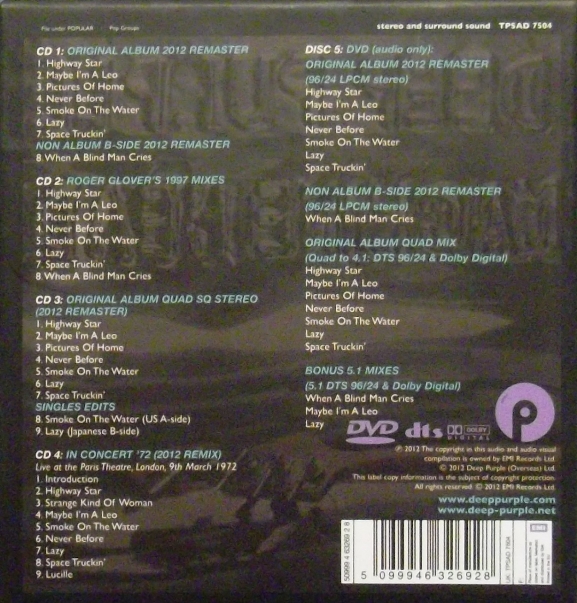 File under POPULAR : Pop Groups
stereo and surround sound TPSAD 7504
CD 1: ORIGINAL ALBUM 2012 REMASTER
1. Highway Star
2. Maybe I'm A Leo
3. Pictures Of Home
4. Never Before
5. Smoke On The Water
6. Lazy
7. Space Truckin'
NON ALBUM B-SIDE 2012 REMASTER
8. When A Blind Man Cries
CD 2: ROGER GLOVER'S 1997 MIXES
1. Highway Star
2. Maybe I'm A Leo
3. Pictures Of Home
4. Never Before
5. Smoke On The Water
6. Lazy
7. Space Truckin'
8. When A Blind Man Cries
CD 3: ORIGINAL ALBUM QUAD SQ STEREO
(2012 REMASTER)
1. Highway Star
2. Maybe I'm A Leo
3. Pictures Of Home
4. Never Before
5. Smoke On The Water
6. Lazy
7. Space Truckin'
SINGLES EDITS
8. Smoke On The Water (US A-side)
9. Lazy (Japanese B-side)
CD 4: IN CONCERT '72 (2012 REMIX)
Live at the Paris Theatre, London, 9th March 1972
1. Introduction
2. Highway Star
3. Strange Kind Of Woman
4. Maybe I'm A Leo
5. Smoke On The Water
6. Never Before
7. Lazy
8. Space Truckin'
9. Lucille
DISC 5: DVD (audio only):
ORIGINAL ALBUM 2012 REMASTER
(96/24 LPCM stereo)
Highway Star
Maybe I'm A Leo
Pictures Of Home
Never Before
Smoke On The Water
Lazy
Space Truckin'
NON ALBUM B-SIDE 2012 REMASTER
(96/24 LPCM stereo)
When A Blind Man Cries
ORIGINAL ALBUM QUAD MIX
(Quad to 4.1: DTS 96/24 & Dolby Digital)
Highway Star
Maybe I'm A Leo
Pictures Of Home
Never Before
Smoke On The Water
Lazy
Space Truckin'
BONUS 5.1 MIXES
(5.1 DTS 96/24 & Dolby Digital)
When A Blind Man Cries
Maybe I'm A Leo
Lazy
DVD dts DOLBY DIGITAL
℗ 2012 The copyright in this audio and audio visual
compilation is owned by EMI Records Ltd.
© 2012 Deep Purple (Overseas) Ltd.
This label copy information is the subject of copyright protection.
All rights reserved. © 2012 EMI Records Ltd.
www.deeppurple.com
www.deep-purple.net
50999 4 63269 2 8
5 099946 326928
UK: TPSAD 7504
EMI